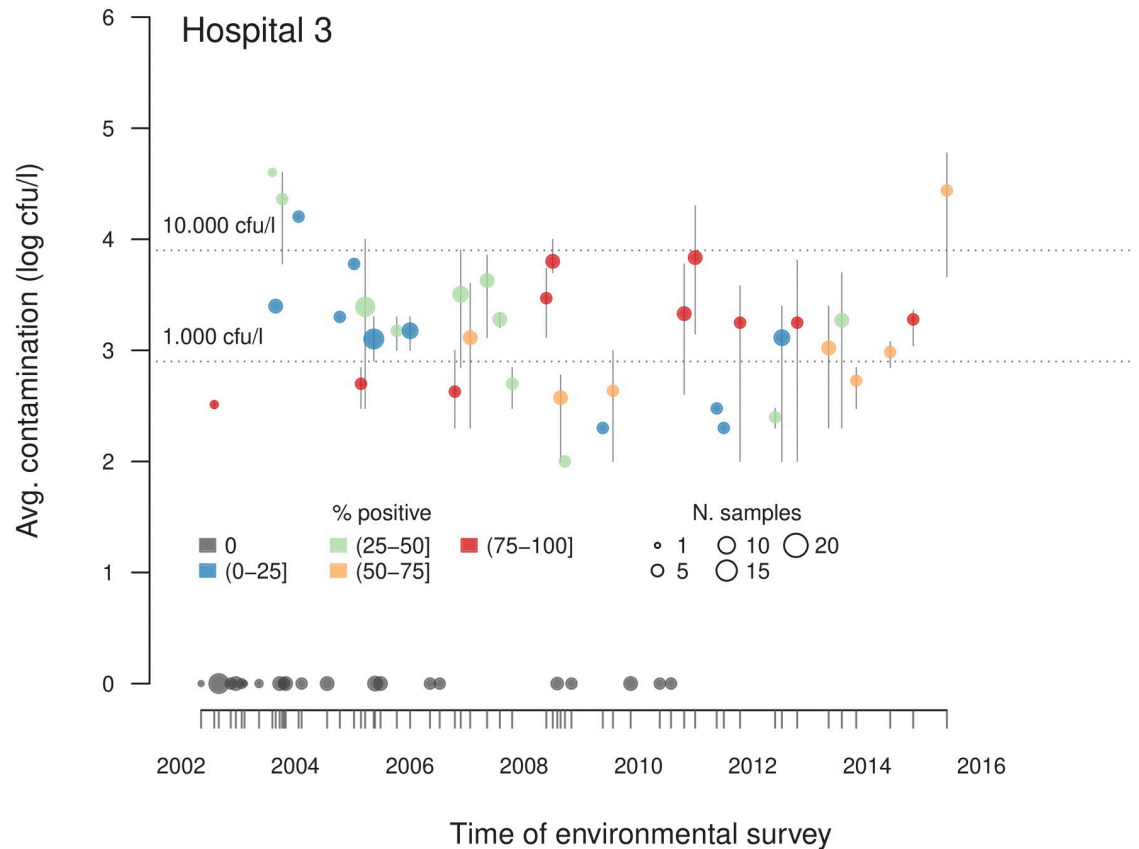 Hospital 3
Avg. contamination (log cfu/l)
6
5
4
3
2
1
0
10.000 cfu/l
1.000 cfu/l
% positive
0
(0−25]
(25−50]
(50−75]
(75−100]
N. samples
1
5
10
15
20
2002 2004 2006 2008 2010 2012 2014 2016
Time of environmental survey